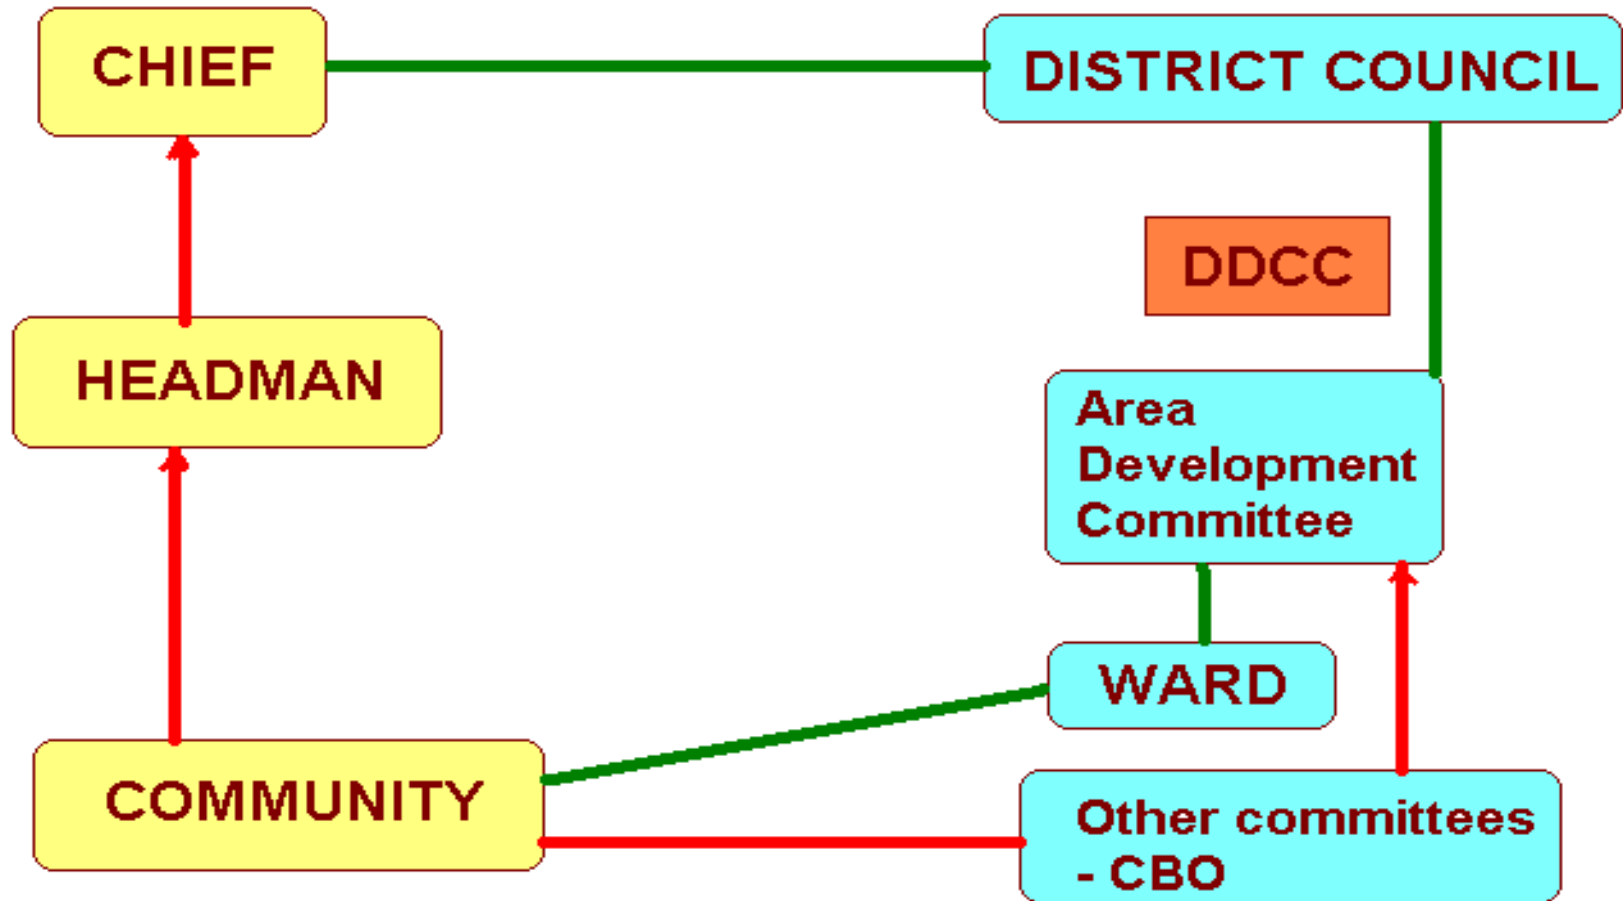 CHIEF
DISTRICT COUNCIL
DDCC
HEADMAN
Area
Development
Committee
WARD
COMMUNITY
Other committees
- CBO